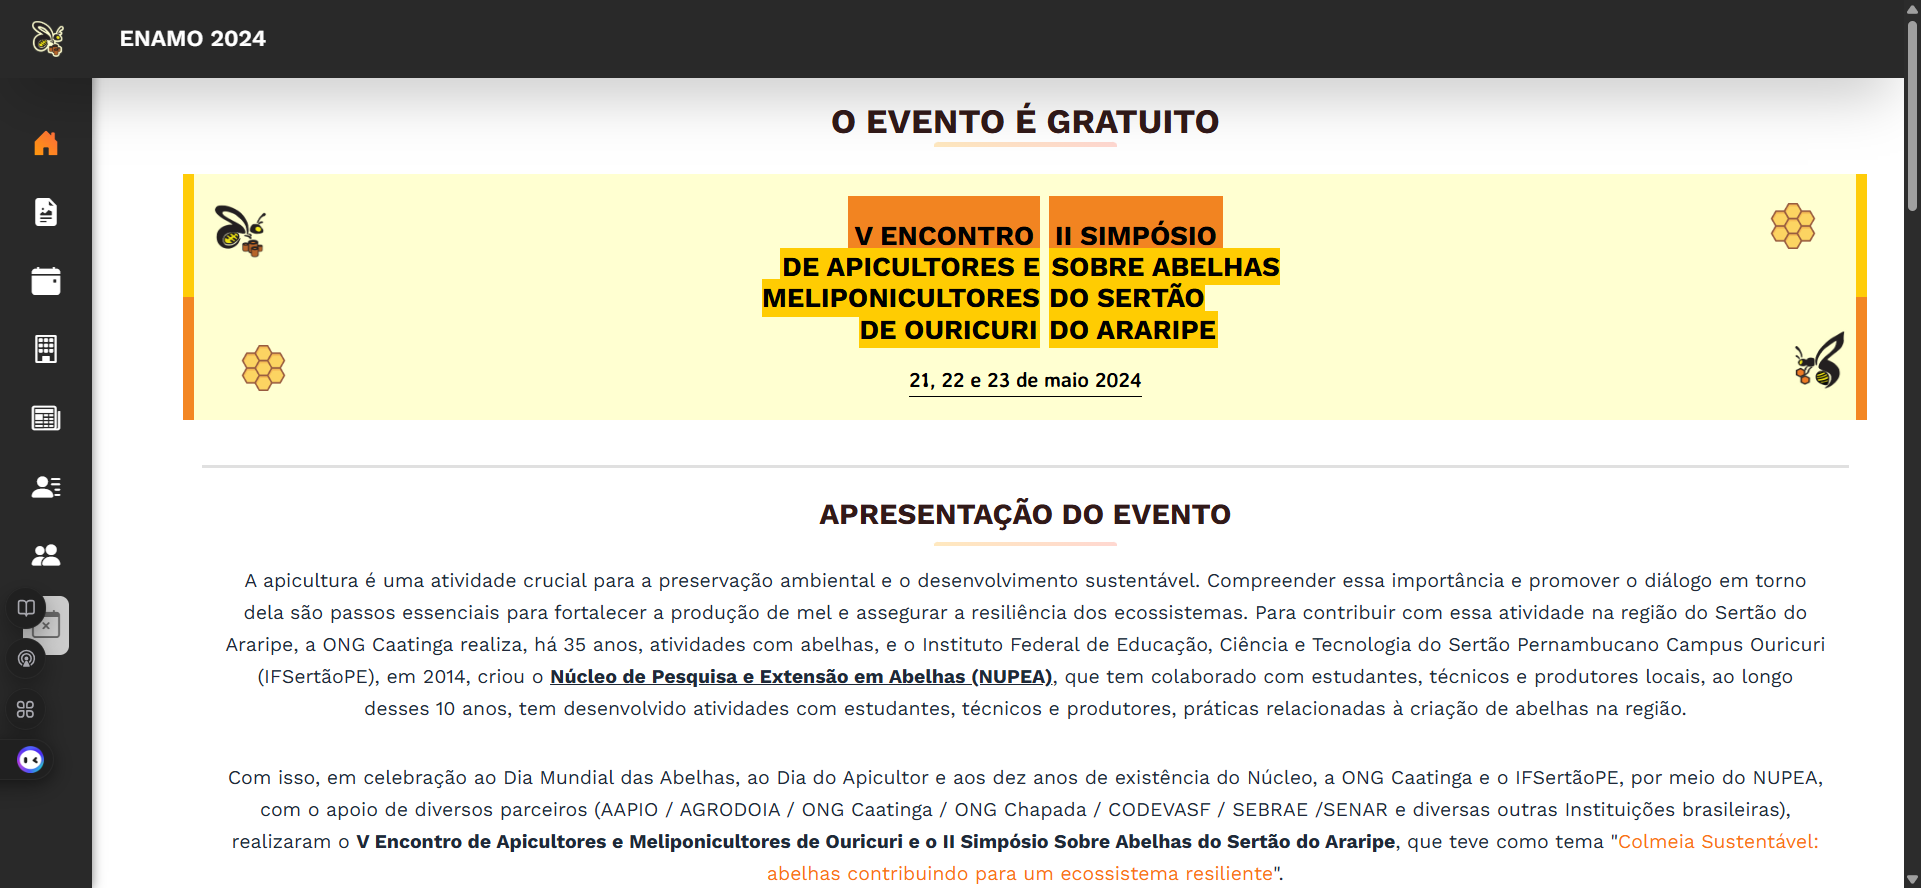 ENAMO 2024
O EVENTO É GRATUITO
V ENCONTRO
DE APICULTORES E
MELIPONICULTORES
DE OURICURI
II SIMPÓSIO
SOBRE ABELHAS
DO SERTÃO
DO ARARIPE
21, 22 e 23 de maio 2024
APRESENTAÇÃO DO EVENTO
A apicultura é uma atividade crucial para a preservação ambiental e o desenvolvimento sustentável. Compreender essa importância e promover o diálogo em torno
dela são passos essenciais para fortalecer a produção de mel e assegurar a resiliência dos ecossistemas. Para contribuir com essa atividade na região do Sertão do
Araripe, a ONG Caatinga realiza, há 35 anos, atividades com abelhas, e o Instituto Federal de Educação, Ciência e Tecnologia do Sertão Pernambucano Campus Ouricuri
(IFSertãoPE), em 2014, criou o Núcleo de Pesquisa e Extensão em Abelhas (NUPEA), que tem colaborado com estudantes, técnicos e produtores locais, ao longo
desses 10 anos, tem desenvolvido atividades com estudantes, técnicos e produtores, práticas relacionadas à criação de abelhas na região.
Com isso, em celebração ao Dia Mundial das Abelhas, ao Dia do Apicultor e aos dez anos de existência do Núcleo, a ONG Caatinga e o IFSertãoPE, por meio do NUPEA,
com o apoio de diversos parceiros (AAPIO / AGRODOIA / ONG Caatinga / ONG Chapada / CODEVASF / SEBRAE /SENAR e diversas outras Instituições brasileiras),
realizaram o V Encontro de Apicultores e Meliponicultores de Ouricuri e o II Simpósio Sobre Abelhas do Sertão do Araripe, que teve como tema "Colmeia Sustentável:
abelhas contribuindo para um ecossistema resiliente".